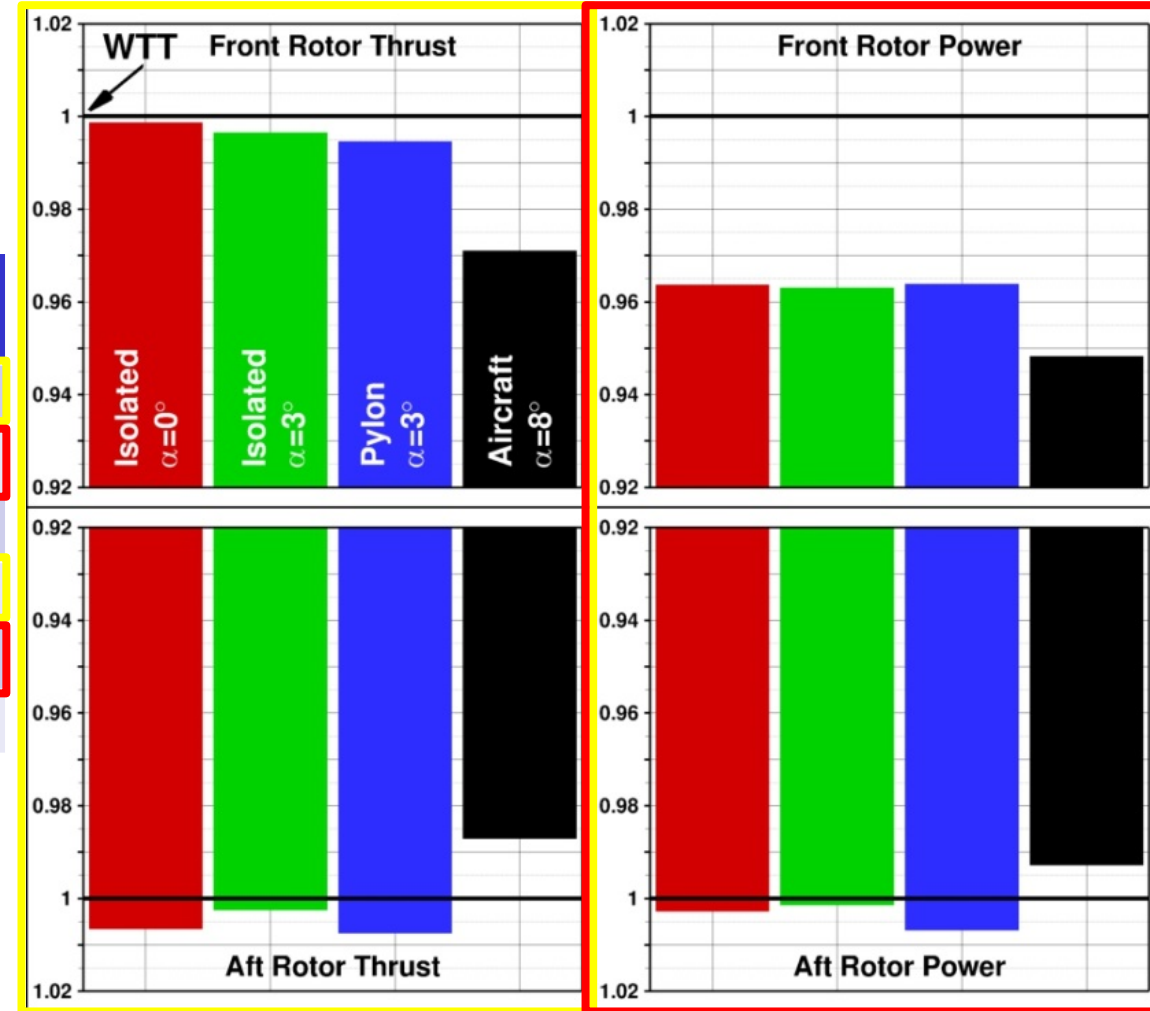 1.02
WTT
Front Rotor Thrust
1
0.98
0.96
0.94
0.92
Isolated
α=0°
Isolated
α=3°
Pylon
α=3°
Aircraft
α=8°
1.02
Front Rotor Power
1
0.98
0.96
0.94
0.92
0.92
0.94
0.96
0.98
1
Aft Rotor Thrust
1.02
0.92
0.94
0.96
0.98
1
Aft Rotor Power
1.02